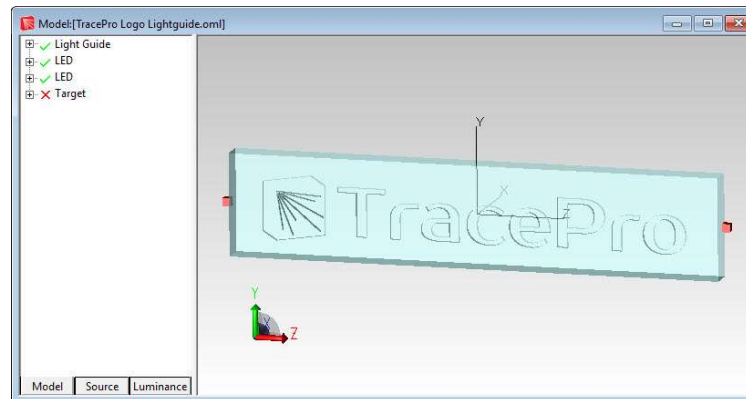 Model:[TracePro Logo Lightguide.oml]
Light Guide
LED
LED
Target
Y
X
Z
TracePro
Y
X
Z
Model Source Luminance